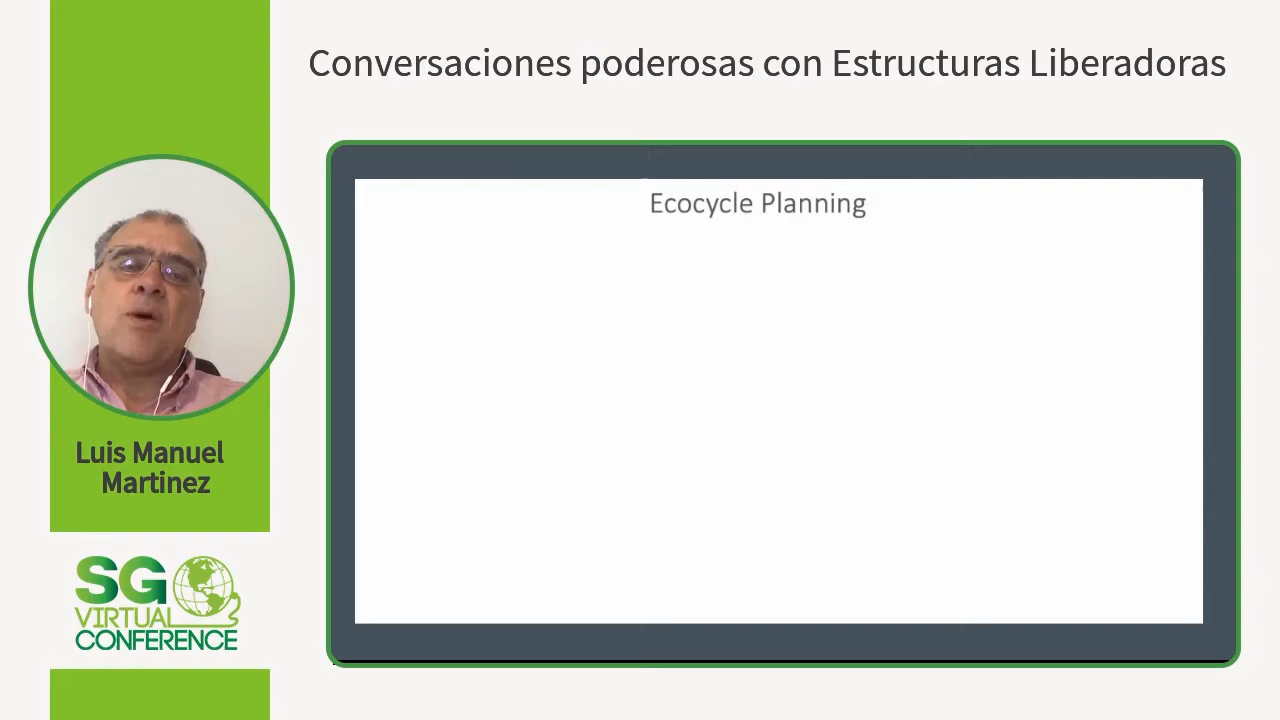 Conversaciones poderosas con Estructuras Liberadoras
Ecocycle Planning
Luis Manuel
Martinez
SG
VIRTUAL
CONFERENCE